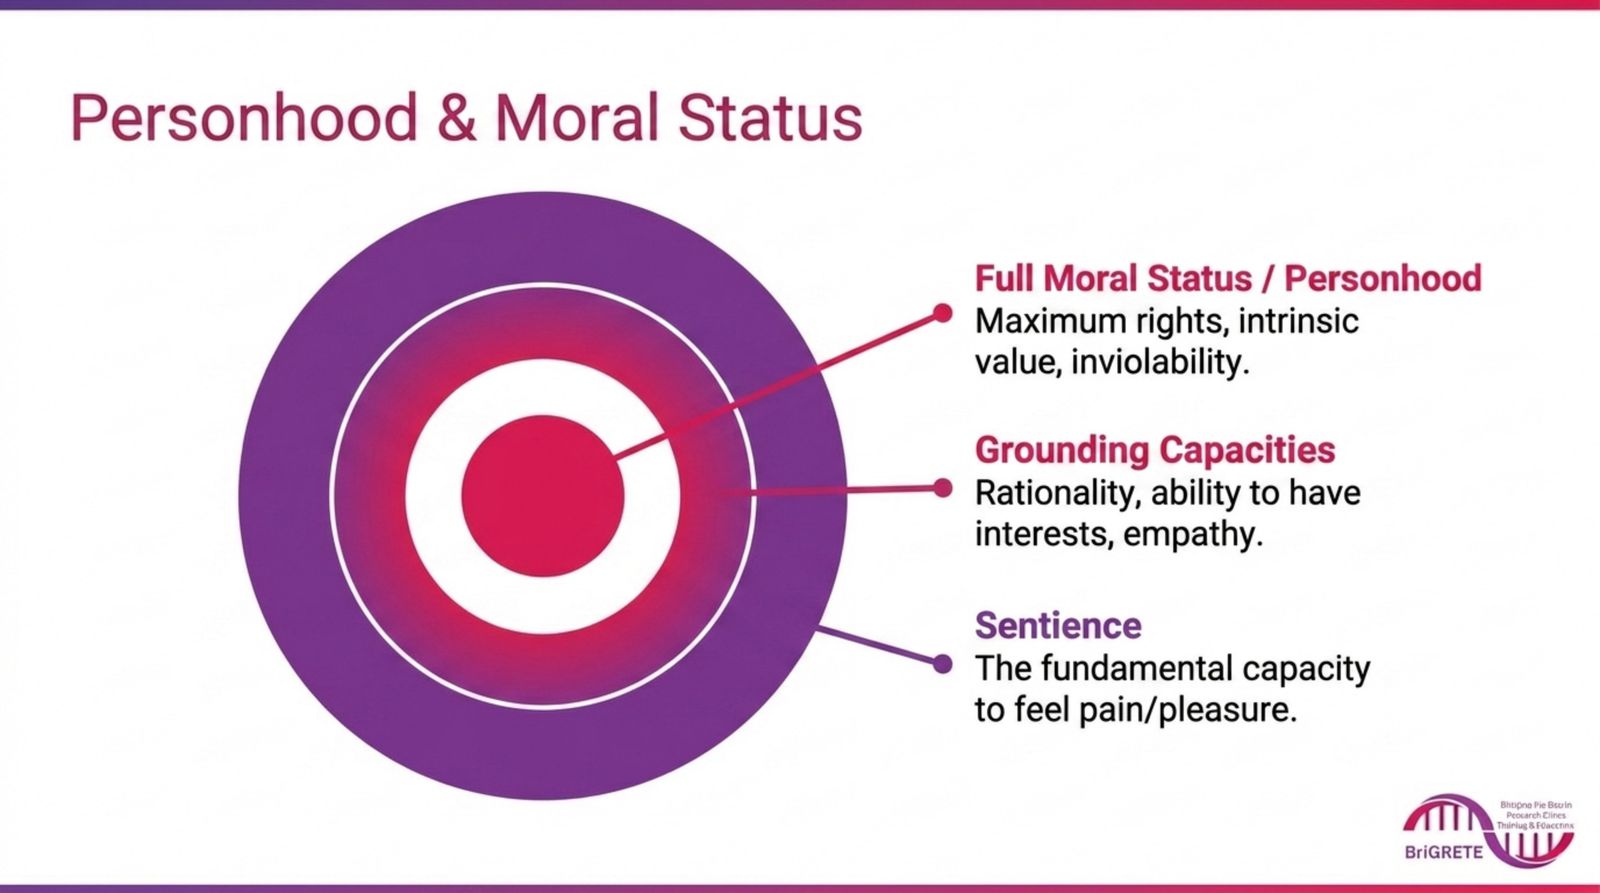 Personhood & Moral Status
Full Moral Status / Personhood
Maximum rights, intrinsic
value, inviolability.
Grounding Capacities
Rationality, ability to have
interests, empathy.
Sentience
The fundamental capacity
to feel pain/pleasure.
BriGRETE